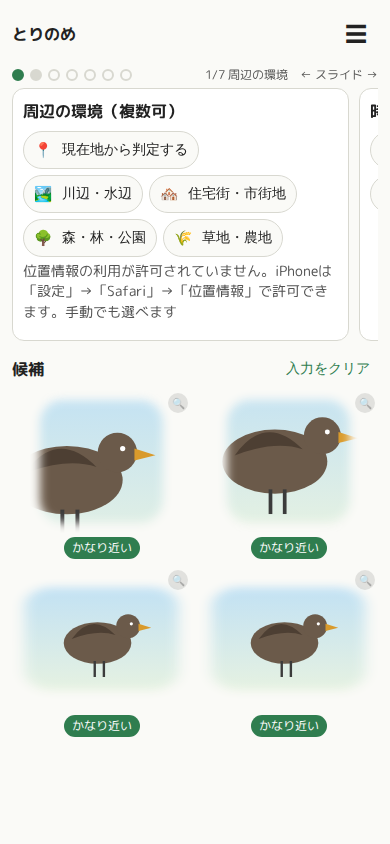 とりのめ
1/7 周辺の環境 ← スライド →
周辺の環境（複数可）
現在地から判定する
川辺・水辺
住宅街・市街地
森・林・公園
草地・農地
位置情報の利用が許可されていません。iPhoneは
「設定」→「Safari」→「位置情報」で許可でき
ます。手動でも選べます
候補
入力をクリア
かなり近い
かなり近い
かなり近い
かなり近い